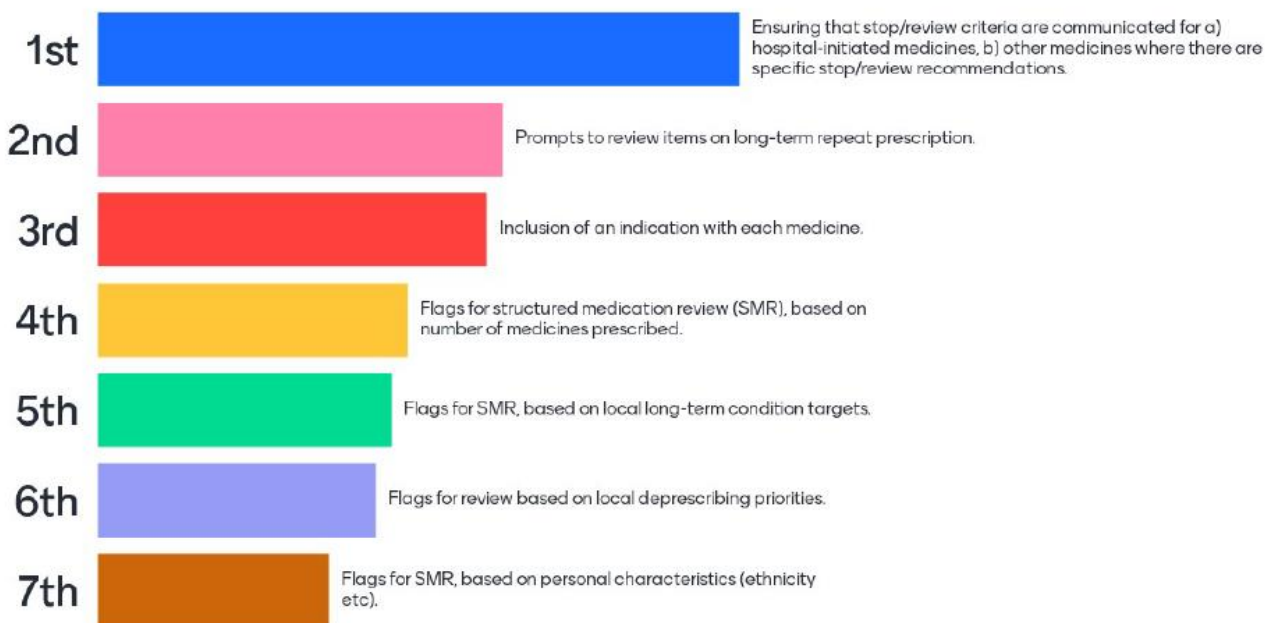 1st
Ensuring that stop/review criteria are communicated for a)
hospital-initiated medicines, b) other medicines where there are
specific stop/review recommendations.
2nd
Prompts to review items on long-term repeat prescription.
3rd
Inclusion of an indication with each medicine.
4th
Flags for structured medication review (SMR), based on
number of medicines prescribed.
5th
Flags for SMR, based on local long-term condition targets.
6th
Flags for review based on local deprescribing priorities.
7th
Flags for SMR, based on personal characteristics (ethnicity
etc).